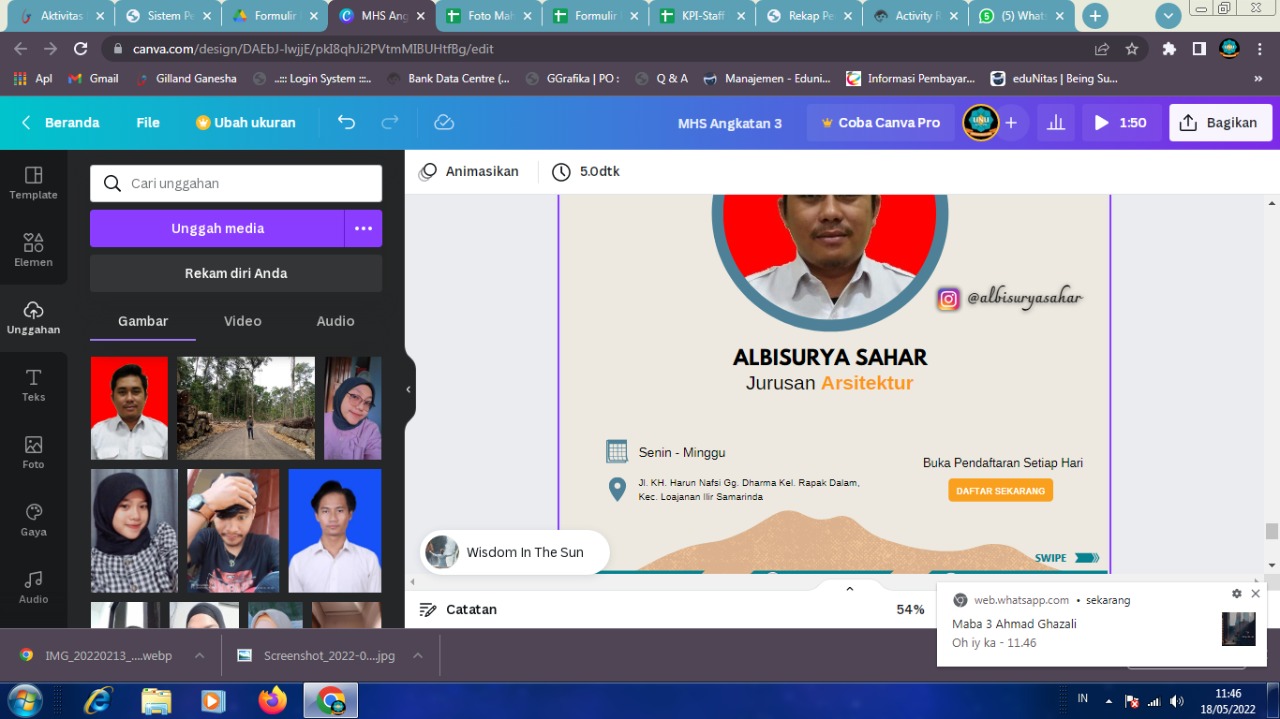 Aktivitas
Sistem Pe
Formulir
MHS Ang
Foto Mah
Formulir
KPI-Staff
Rekap Pe
Activity R
(5) Whats
canva.com/design/DAEbJ-lwjjE/pkI8qhJi2PVtmMIBUHtfBg/edit
Apl
Gmail
Gilland Ganesha
..::: Login System :::..
Bank Data Centre (...
GGrafika | PO :
Q & A
Manajemen - Eduni...
Informasi Pembayar...
eduNitas | Being Su...
Beranda
File
Ubah ukuran
MHS Angkatan 3
Coba Canva Pro
1:50
Bagikan
Template
Elemen
Unggahan
Teks
Foto
Gaya
Audio
Cari unggahan
Unggah media
Rekam diri Anda
Gambar
Video
Audio
Animasikan
5.0dtk
@albisuryasahar
ALBISURYA SAHAR
Jurusan Arsitektur
Senin - Minggu
Jl. KH. Harun Nafsi Gg. Dharma Kel. Rapak Dalam,
Kec. Loajanan Ilir Samarinda
Buka Pendaftaran Setiap Hari
DAFTAR SEKARANG
SWIPE
Wisdom In The Sun
Catatan
54%
web.whatsapp.com • sekarang
Maba 3 Ahmad Ghazali
Oh iy ka - 11.46
IMG_20220213_....webp
Screenshot_2022-0....jpg
IN
11:46
18/05/2022